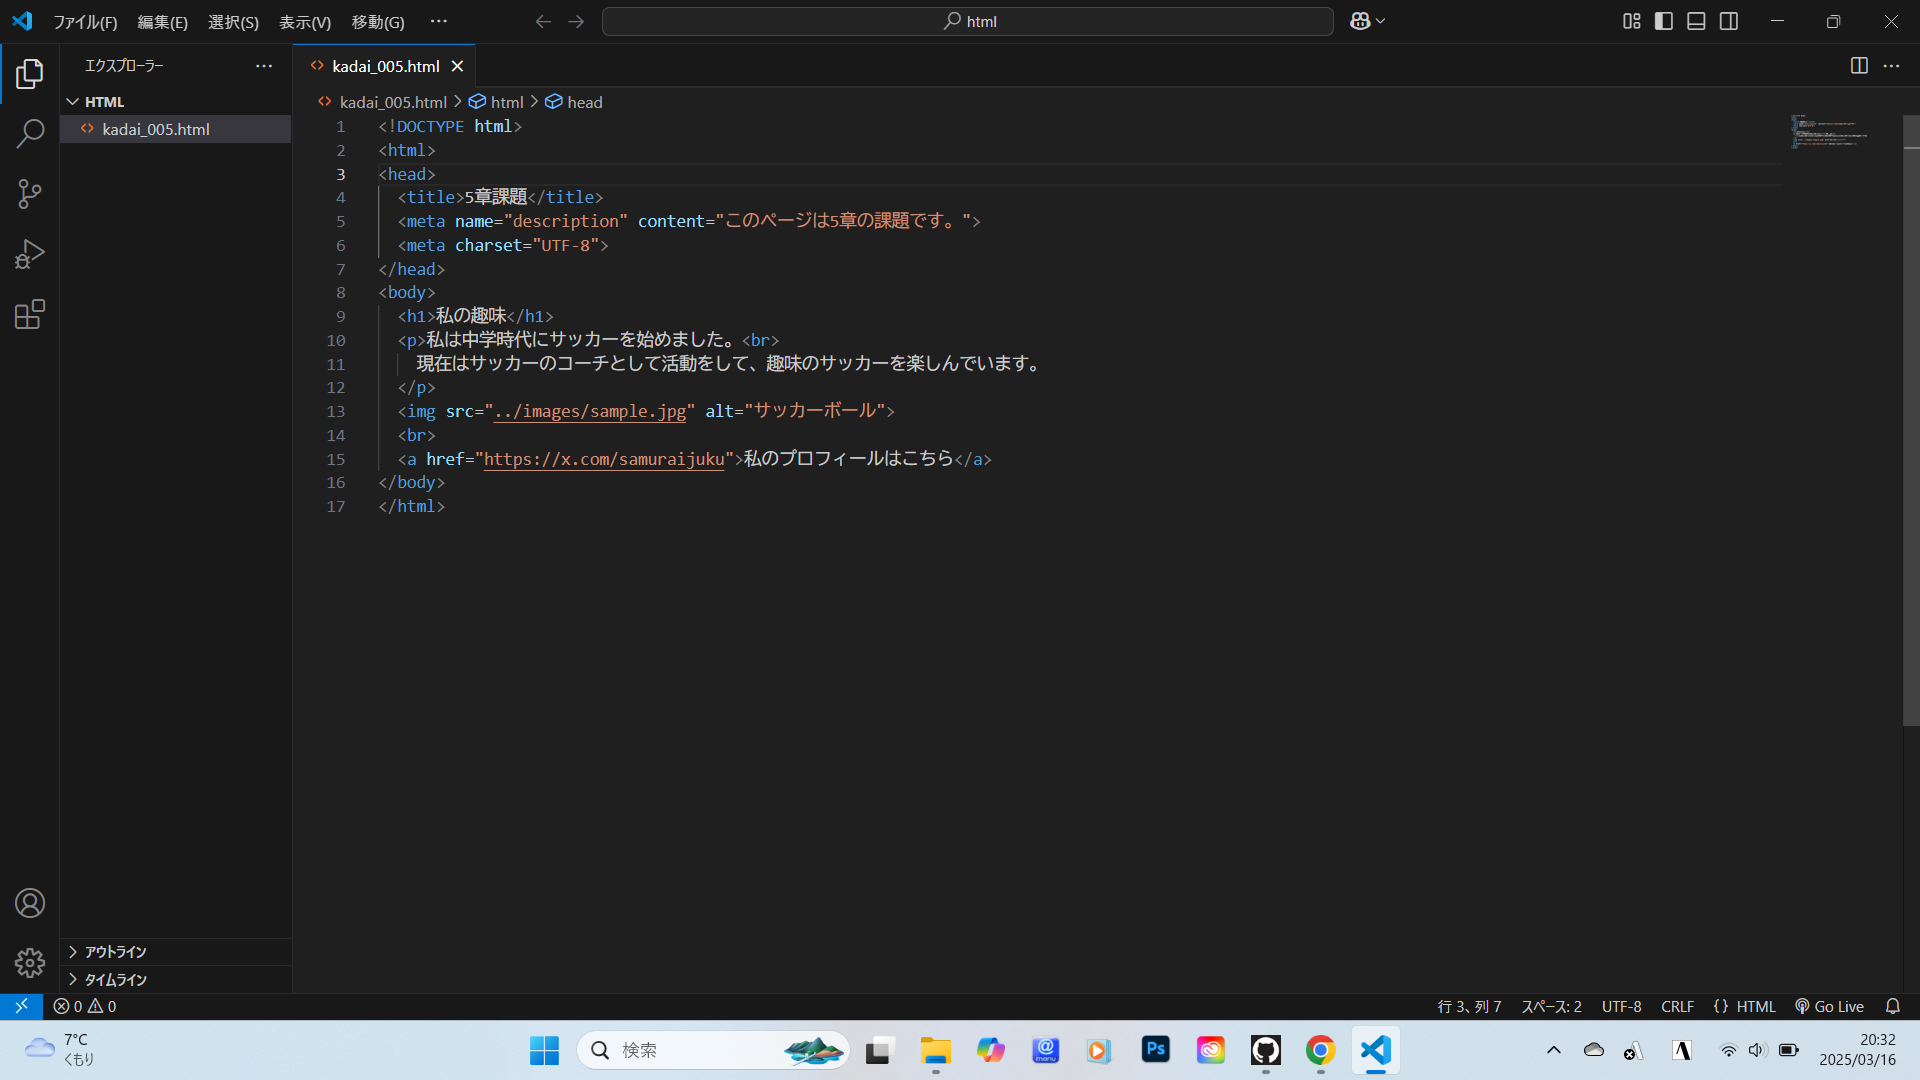 ファイル(F) 編集(E) 選択(S) 表示(V) 移動(G) ··· html
エクスプローラー ···
kadai_005.html
HTML
kadai_005.html
kadai_005.html > html > head
1 <!DOCTYPE html>
2 <html>
3 <head>
4 <title>5章課題</title>
5 <meta name="description" content="このページは5章の課題です。">
6 <meta charset="UTF-8">
7 </head>
8 <body>
9 <h1>私の趣味</h1>
10 <p>私は中学時代にサッカーを始めました。<br>
11 現在はサッカーのコーチとして活動をして、趣味のサッカーを楽しんでいます。
12 </p>
13 <img src="../images/sample.jpg" alt="サッカーボール">
14 <br>
15 <a href="https://x.com/samuraijuku">私のプロフィールはこちら</a>
16 </body>
17 </html>
アウトライン
タイムライン
0 0 行 3、列 7 スペース: 2 UTF-8 CRLF {} HTML Go Live
7°C
くもり
検索
@
menu
Ps
A
20:32
2025/03/16